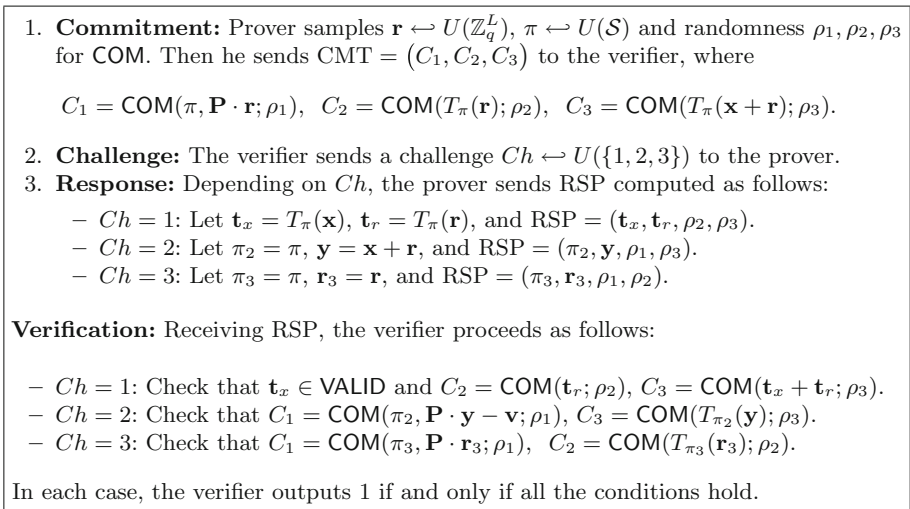 1. Commitment: Prover samples r ↩ U(ℤ_q^L), π ↩ U(𝒮) and randomness ρ₁, ρ₂, ρ₃
for COM. Then he sends CMT = (C₁, C₂, C₃) to the verifier, where
C₁ = COM(π, P · r; ρ₁), C₂ = COM(T_π(r); ρ₂), C₃ = COM(T_π(x + r); ρ₃).
2. Challenge: The verifier sends a challenge Ch ↩ U({1, 2, 3}) to the prover.
3. Response: Depending on Ch, the prover sends RSP computed as follows:
– Ch = 1: Let t_x = T_π(x), t_r = T_π(r), and RSP = (t_x, t_r, ρ₂, ρ₃).
– Ch = 2: Let π₂ = π, y = x + r, and RSP = (π₂, y, ρ₁, ρ₃).
– Ch = 3: Let π₃ = π, r₃ = r, and RSP = (π₃, r₃, ρ₁, ρ₂).
Verification: Receiving RSP, the verifier proceeds as follows:
– Ch = 1: Check that t_x ∈ VALID and C₂ = COM(t_r; ρ₂), C₃ = COM(t_x + t_r; ρ₃).
– Ch = 2: Check that C₁ = COM(π₂, P · y − v; ρ₁), C₃ = COM(T_π₂(y); ρ₃).
– Ch = 3: Check that C₁ = COM(π₃, P · r₃; ρ₁), C₂ = COM(T_π₃(r₃); ρ₂).
In each case, the verifier outputs 1 if and only if all the conditions hold.